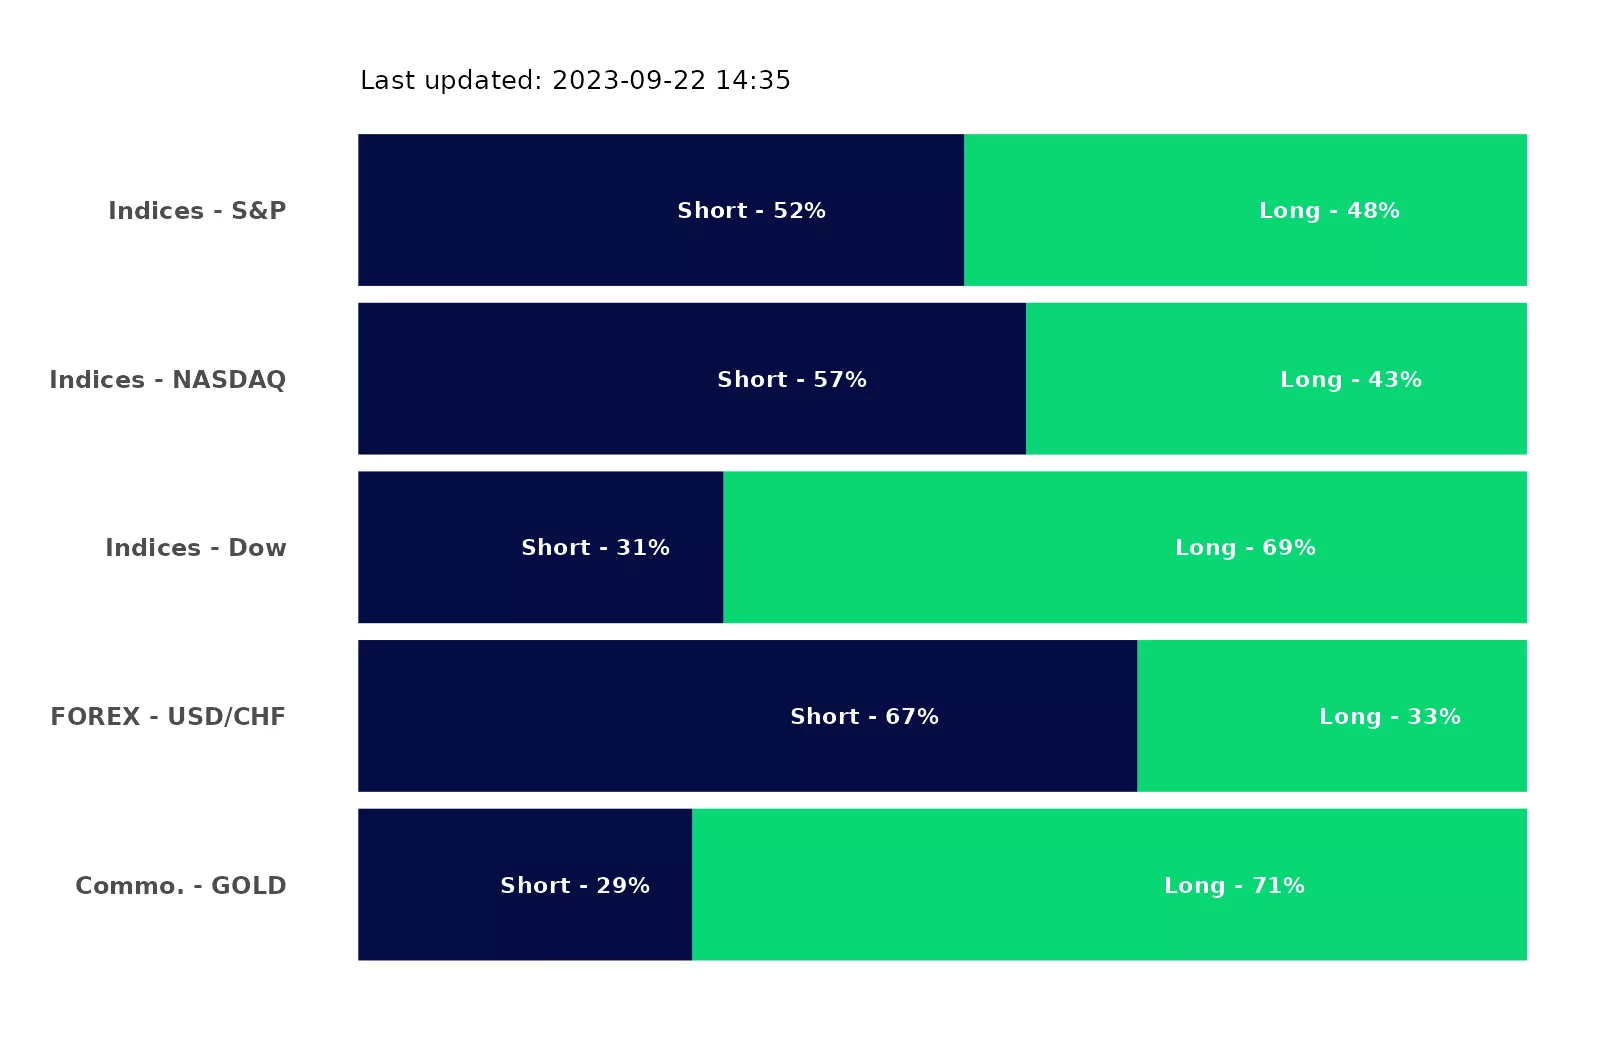 Last updated: 2023-09-22 14:35
Indices - S&P Short - 52% Long - 48%
Indices - NASDAQ Short - 57% Long - 43%
Indices - Dow Short - 31% Long - 69%
FOREX - USD/CHF Short - 67% Long - 33%
Commo. - GOLD Short - 29% Long - 71%